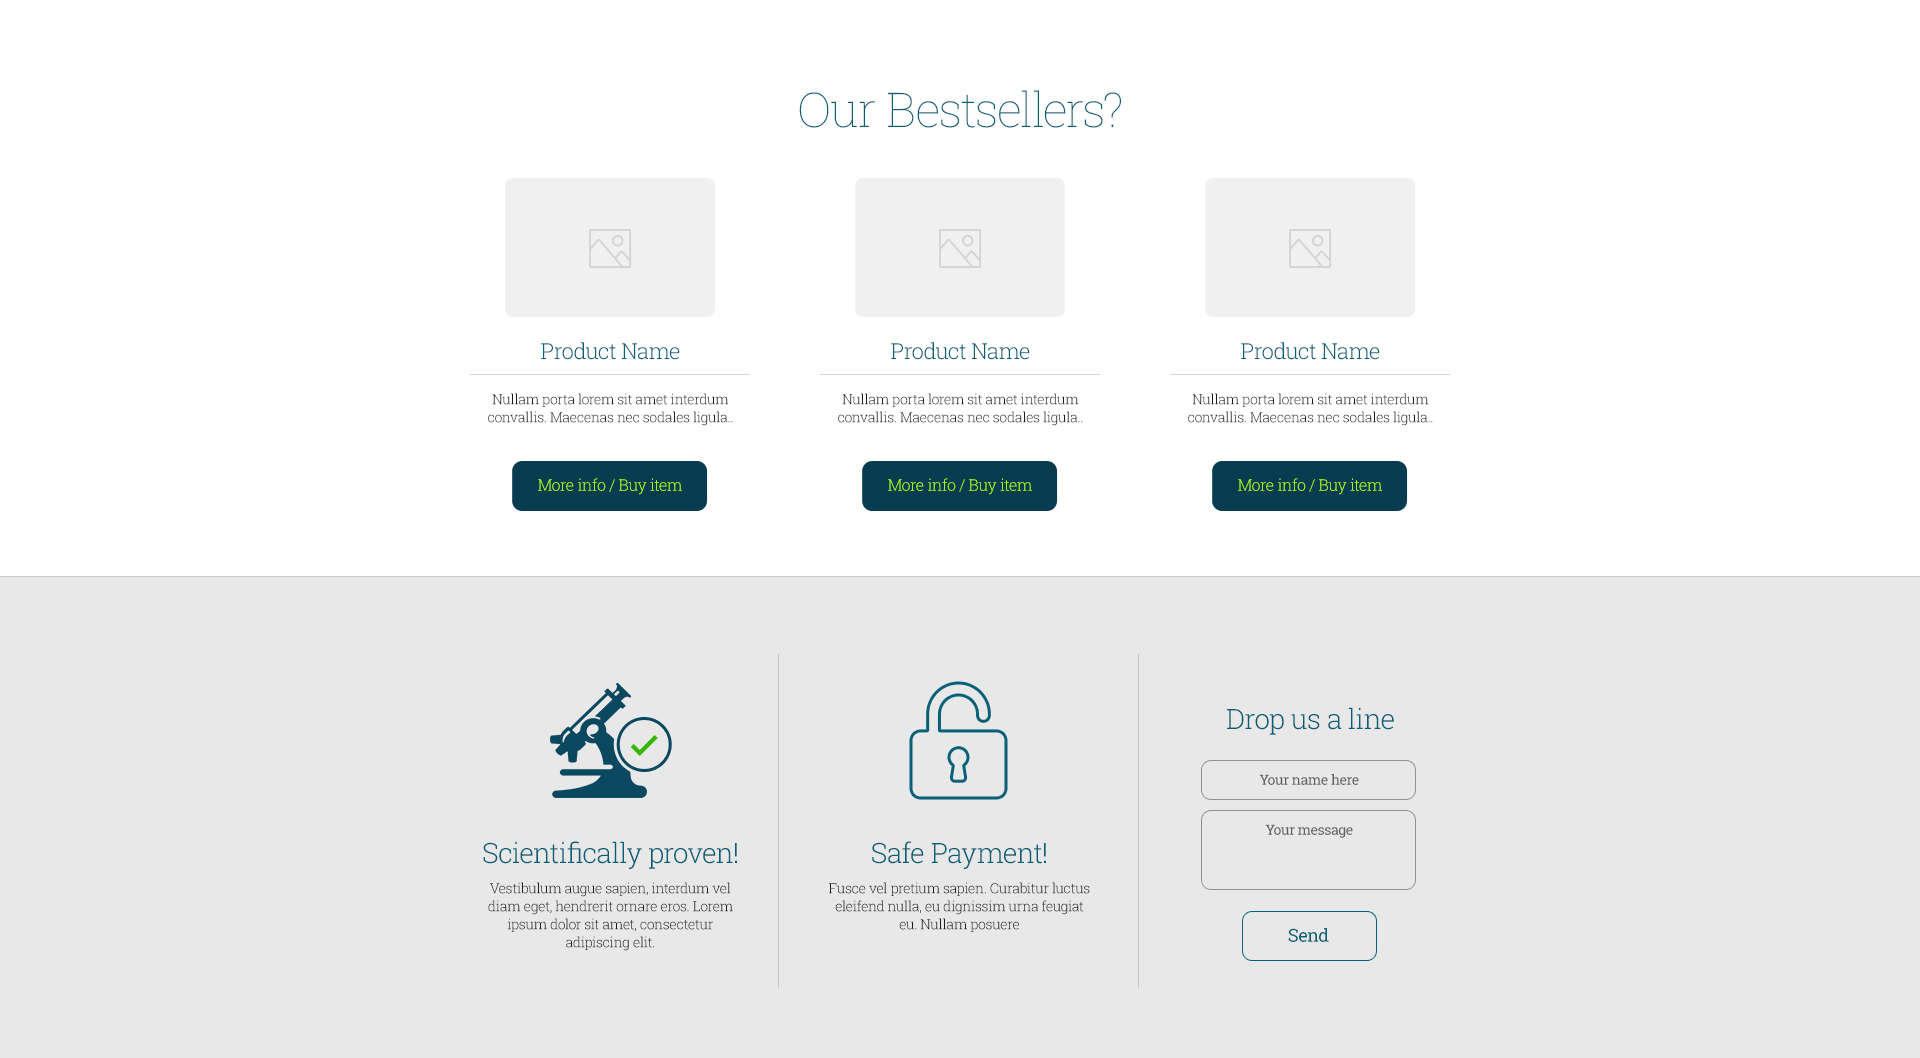 Our Bestsellers?
Product Name
Nullam porta lorem sit amet interdum
convallis. Maecenas nec sodales ligula..
More info / Buy item
Product Name
Nullam porta lorem sit amet interdum
convallis. Maecenas nec sodales ligula..
More info / Buy item
Product Name
Nullam porta lorem sit amet interdum
convallis. Maecenas nec sodales ligula..
More info / Buy item
Scientifically proven!
Vestibulum augue sapien, interdum vel
diam eget, hendrerit ornare eros. Lorem
ipsum dolor sit amet, consectetur
adipiscing elit.
Safe Payment!
Fusce vel pretium sapien. Curabitur luctus
eleifend nulla, eu dignissim urna feugiat
eu. Nullam posuere
Drop us a line
Your name here
Your message
Send